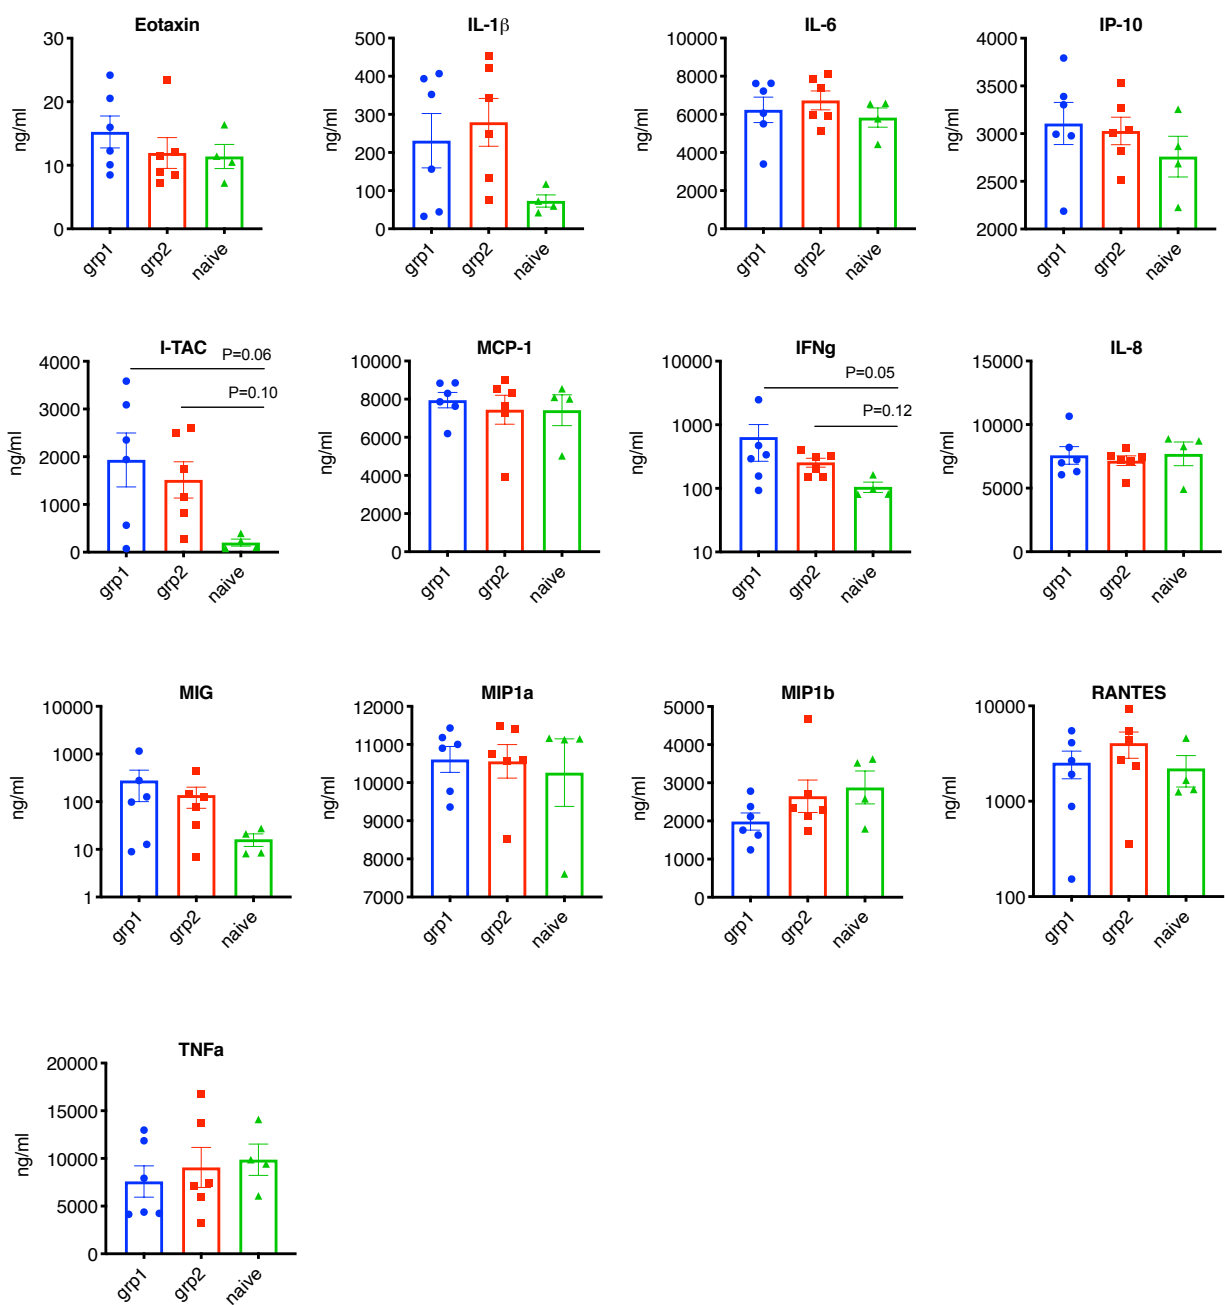 Eotaxin
30
20
10
0
ng/ml
grp1
grp2
naive
IL-1β
500
400
300
200
100
0
ng/ml
grp1
grp2
naive
IL-6
10000
8000
6000
4000
2000
0
ng/ml
grp1
grp2
naive
IP-10
4000
3500
3000
2500
2000
ng/ml
grp1
grp2
naive
I-TAC
P=0.06
P=0.10
4000
3000
2000
1000
0
ng/ml
grp1
grp2
naive
MCP-1
10000
8000
6000
4000
2000
0
ng/ml
grp1
grp2
naive
IFNg
P=0.05
P=0.12
10000
1000
100
10
ng/ml
grp1
grp2
naive
IL-8
15000
10000
5000
0
ng/ml
grp1
grp2
naive
MIG
10000
1000
100
10
1
ng/ml
grp1
grp2
naive
MIP1a
12000
11000
10000
9000
8000
7000
ng/ml
grp1
grp2
naive
MIP1b
5000
4000
3000
2000
1000
0
ng/ml
grp1
grp2
naive
RANTES
10000
1000
100
ng/ml
grp1
grp2
naive
TNFa
20000
15000
10000
5000
0
ng/ml
grp1
grp2
naive